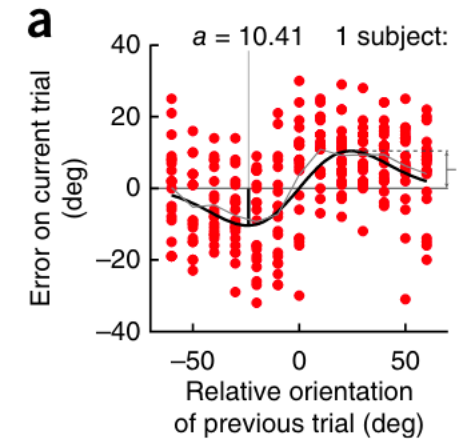 a
a = 10.41 1 subject:
40
20
0
−20
−40
Error on current trial
(deg)
−50 0 50
Relative orientation
of previous trial (deg)